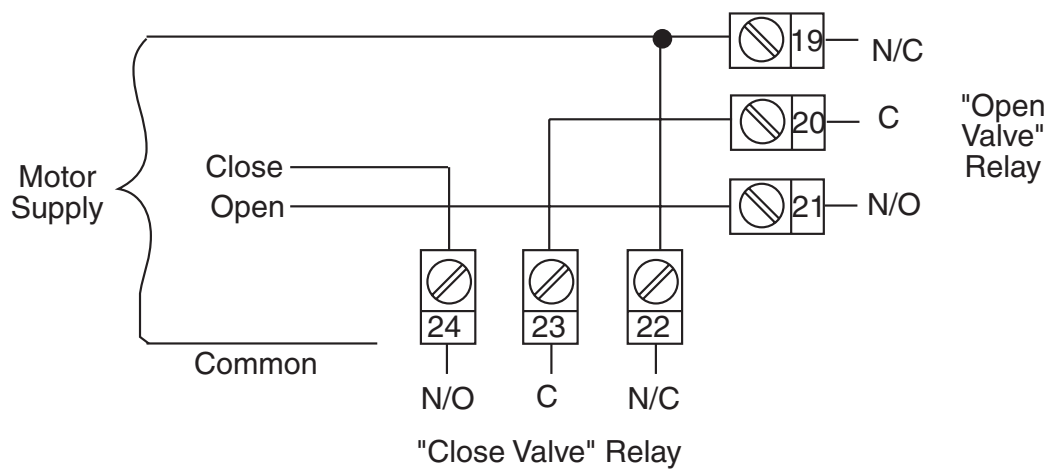 19
N/C
20
C
"Open
Valve"
Relay
Motor
Supply
Close
Open
21
N/O
24
23
22
Common
N/O
C
N/C
"Close Valve" Relay